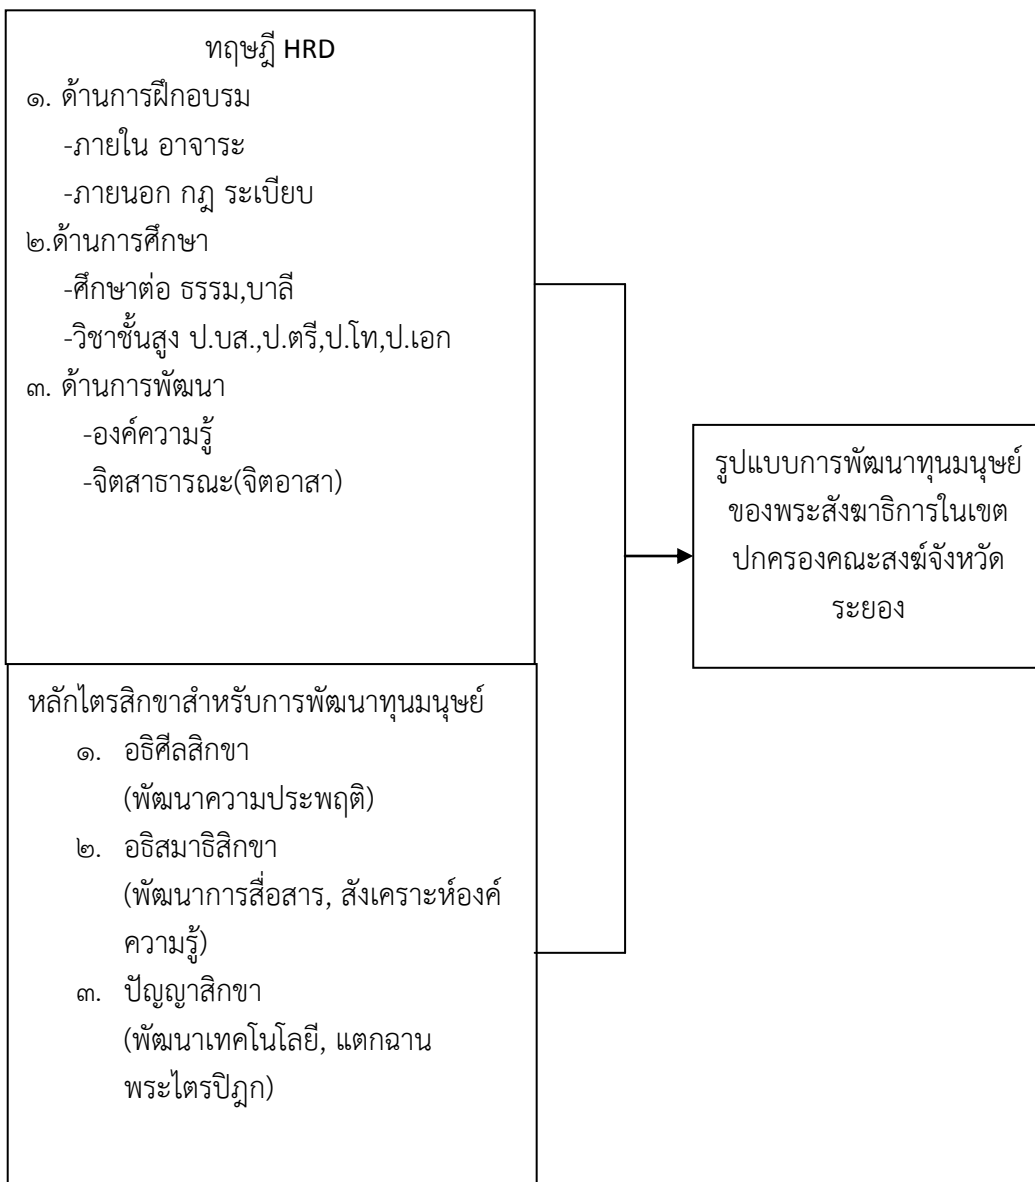 ทฤษฎี HRD
๑. ด้านการฝึกอบรม
-ภายใน อาจาระ
-ภายนอก กฎ ระเบียบ
๒.ด้านการศึกษา
-ศึกษาต่อ ธรรม,บาลี
-วิชาชั้นสูง ป.บส.,ป.ตรี,ป.โท,ป.เอก
๓. ด้านการพัฒนา
-องค์ความรู้
-จิตสาธารณะ(จิตอาสา)
หลักไตรสิกขาสำหรับการพัฒนาทุนมนุษย์
๑. อธิศีลสิกขา
(พัฒนาความประพฤติ)
๒. อธิสมาธิสิกขา
(พัฒนาการสื่อสาร, สังเคราะห์องค์
ความรู้)
๓. ปัญญาสิกขา
(พัฒนาเทคโนโลยี, แตกฉาน
พระไตรปิฎก)
รูปแบบการพัฒนาทุนมนุษย์
ของพระสังฆาธิการในเขต
ปกครองคณะสงฆ์จังหวัด
ระยอง